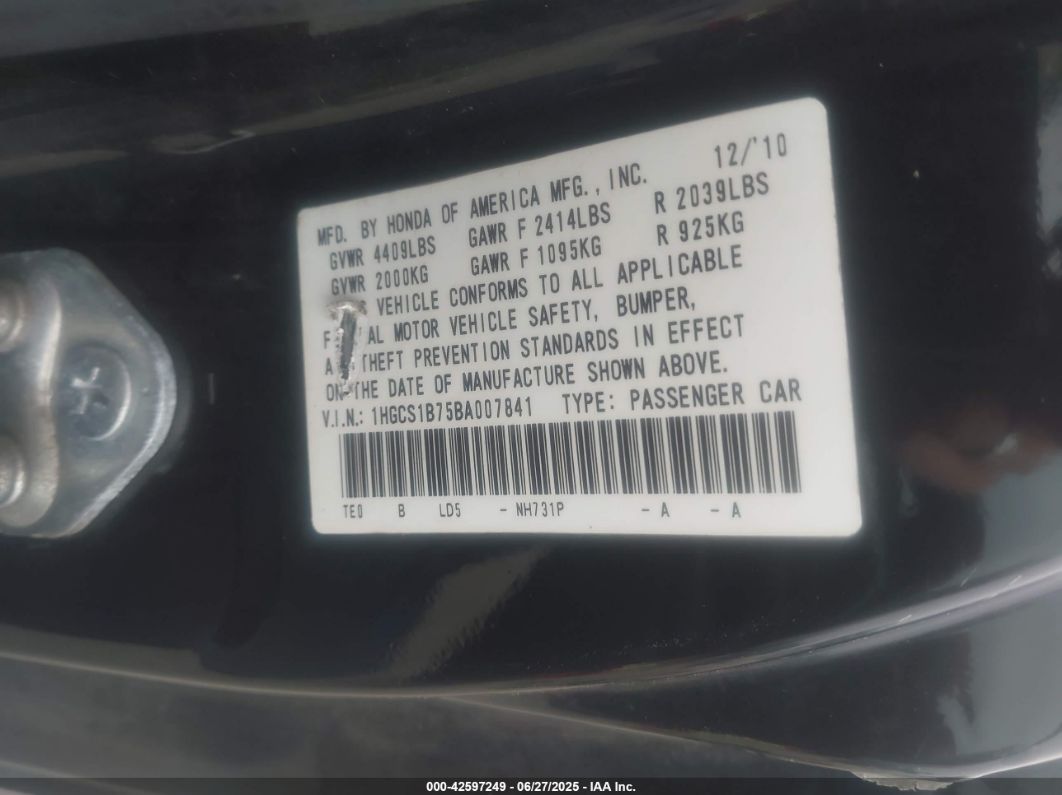 12/'10
MFD. BY HONDA OF AMERICA MFG., INC.
GVWR 4409LBS GAWR F 2414LBS R 2039LBS
GVWR 2000KG GAWR F 1095KG R 925KG
VEHICLE CONFORMS TO ALL APPLICABLE
MOTOR VEHICLE SAFETY, BUMPER,
THEFT PREVENTION STANDARDS IN EFFECT
ON THE DATE OF MANUFACTURE SHOWN ABOVE.
V.I.N.: 1HGCS1B75BA007841 TYPE: PASSENGER CAR
TE0 B LD5 - NH731P - A - A
000-42597249 - 06/27/2025 - IAA Inc.